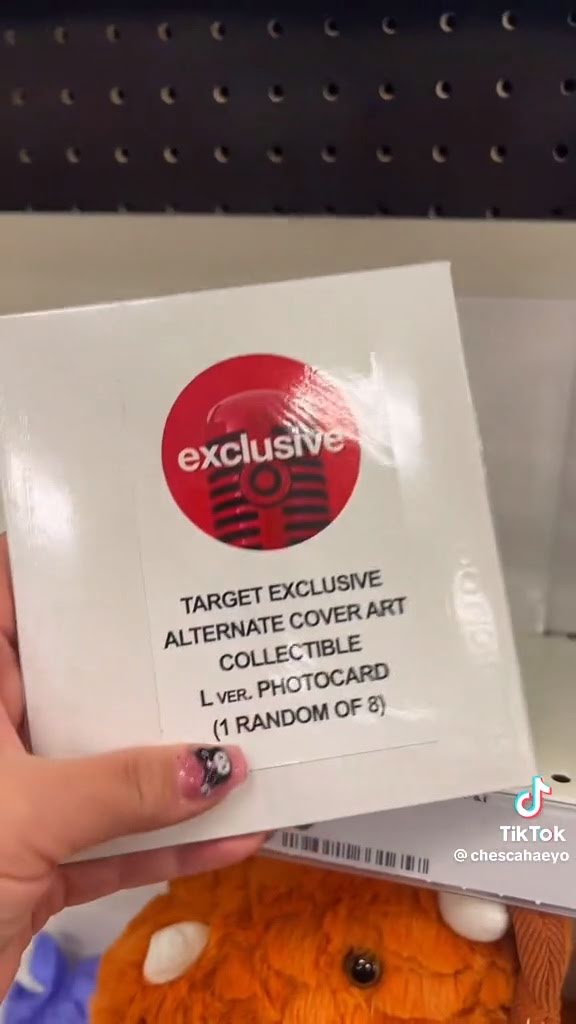 exclusive
TARGET EXCLUSIVE
ALTERNATE COVER ART
COLLECTIBLE
L VER. PHOTOCARD
(1 RANDOM OF 8)
TikTok
@chescahaeyo